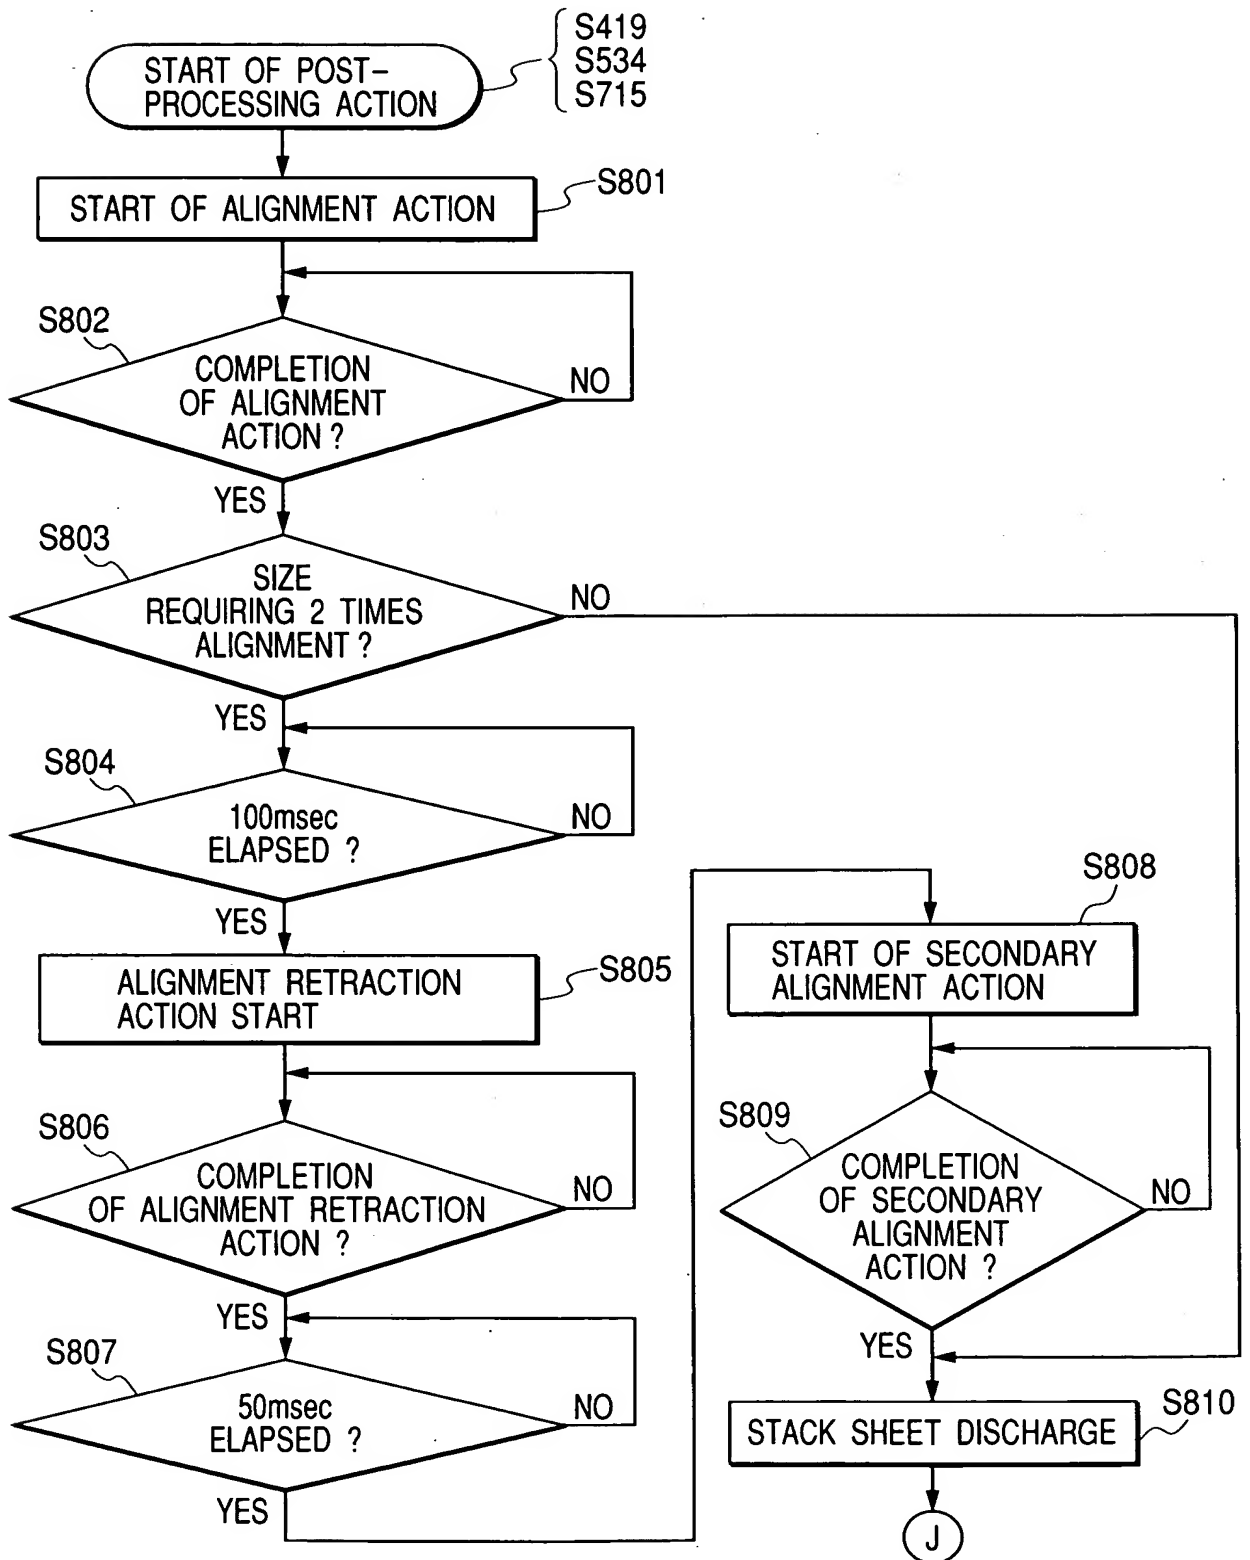 START OF POST-
PROCESSING ACTION
S419
S534
S715
START OF ALIGNMENT ACTION
S801
S802
COMPLETION
OF ALIGNMENT
ACTION ?
NO
YES
S803
SIZE
REQUIRING 2 TIMES
ALIGNMENT ?
NO
YES
S804
100msec
ELAPSED ?
NO
YES
ALIGNMENT RETRACTION
ACTION START
S805
S806
COMPLETION
OF ALIGNMENT RETRACTION
ACTION ?
NO
YES
S807
50msec
ELAPSED ?
NO
YES
S808
START OF SECONDARY
ALIGNMENT ACTION
S809
COMPLETION
OF SECONDARY
ALIGNMENT
ACTION ?
NO
YES
STACK SHEET DISCHARGE
S810
J